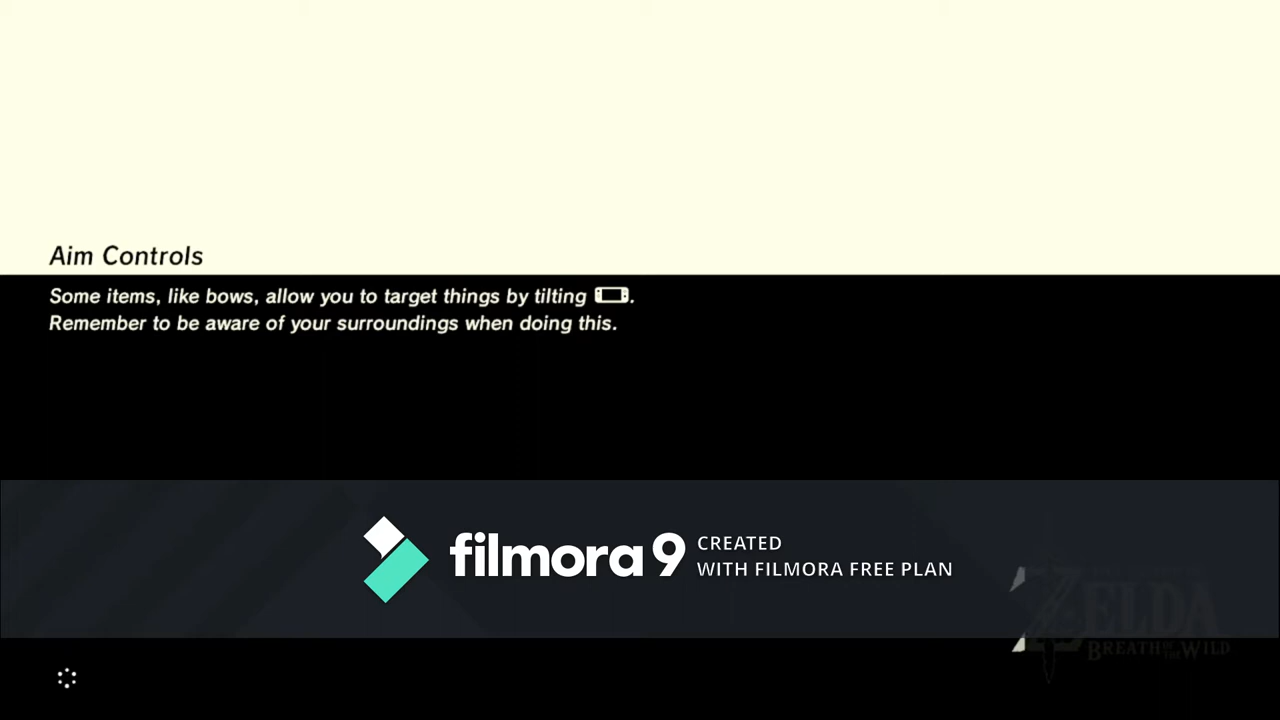 Aim Controls
Some items, like bows, allow you to target things by tilting .
Remember to be aware of your surroundings when doing this.
filmora 9 CREATED
WITH FILMORA FREE PLAN
ZELDA
BREATH OF THE WILD